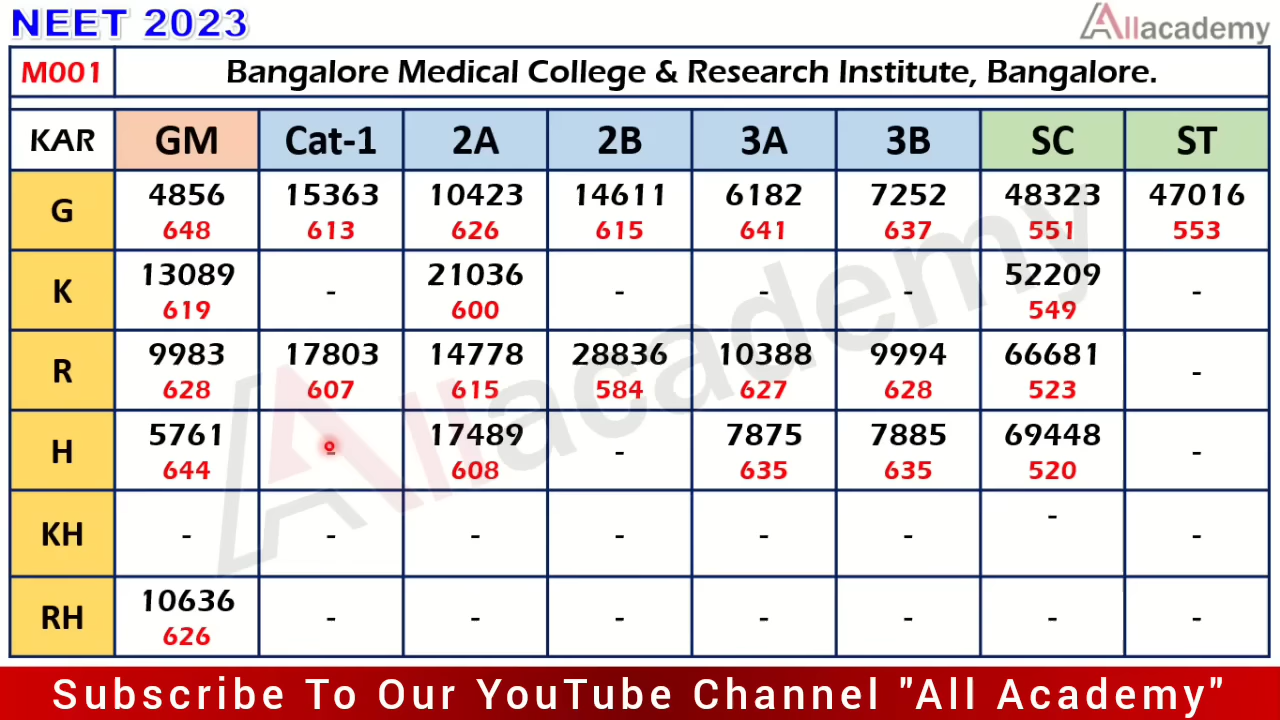 NEET 2023
Allacademy
M001 Bangalore Medical College & Research Institute, Bangalore.
KAR GM Cat-1 2A 2B 3A 3B SC ST
G 4856 15363 10423 14611 6182 7252 48323 47016
648 613 626 615 641 637 551 553
K 13089 - 21036 - - - 52209 -
619 600 549
R 9983 17803 14778 28836 10388 9994 66681 -
628 607 615 584 627 628 523
H 5761 - 17489 - 7875 7885 69448 -
644 608 635 635 520
KH - - - - - - - -
RH 10636 - - - - - - -
626
Allacademy
Subscribe To Our YouTube Channel "All Academy"